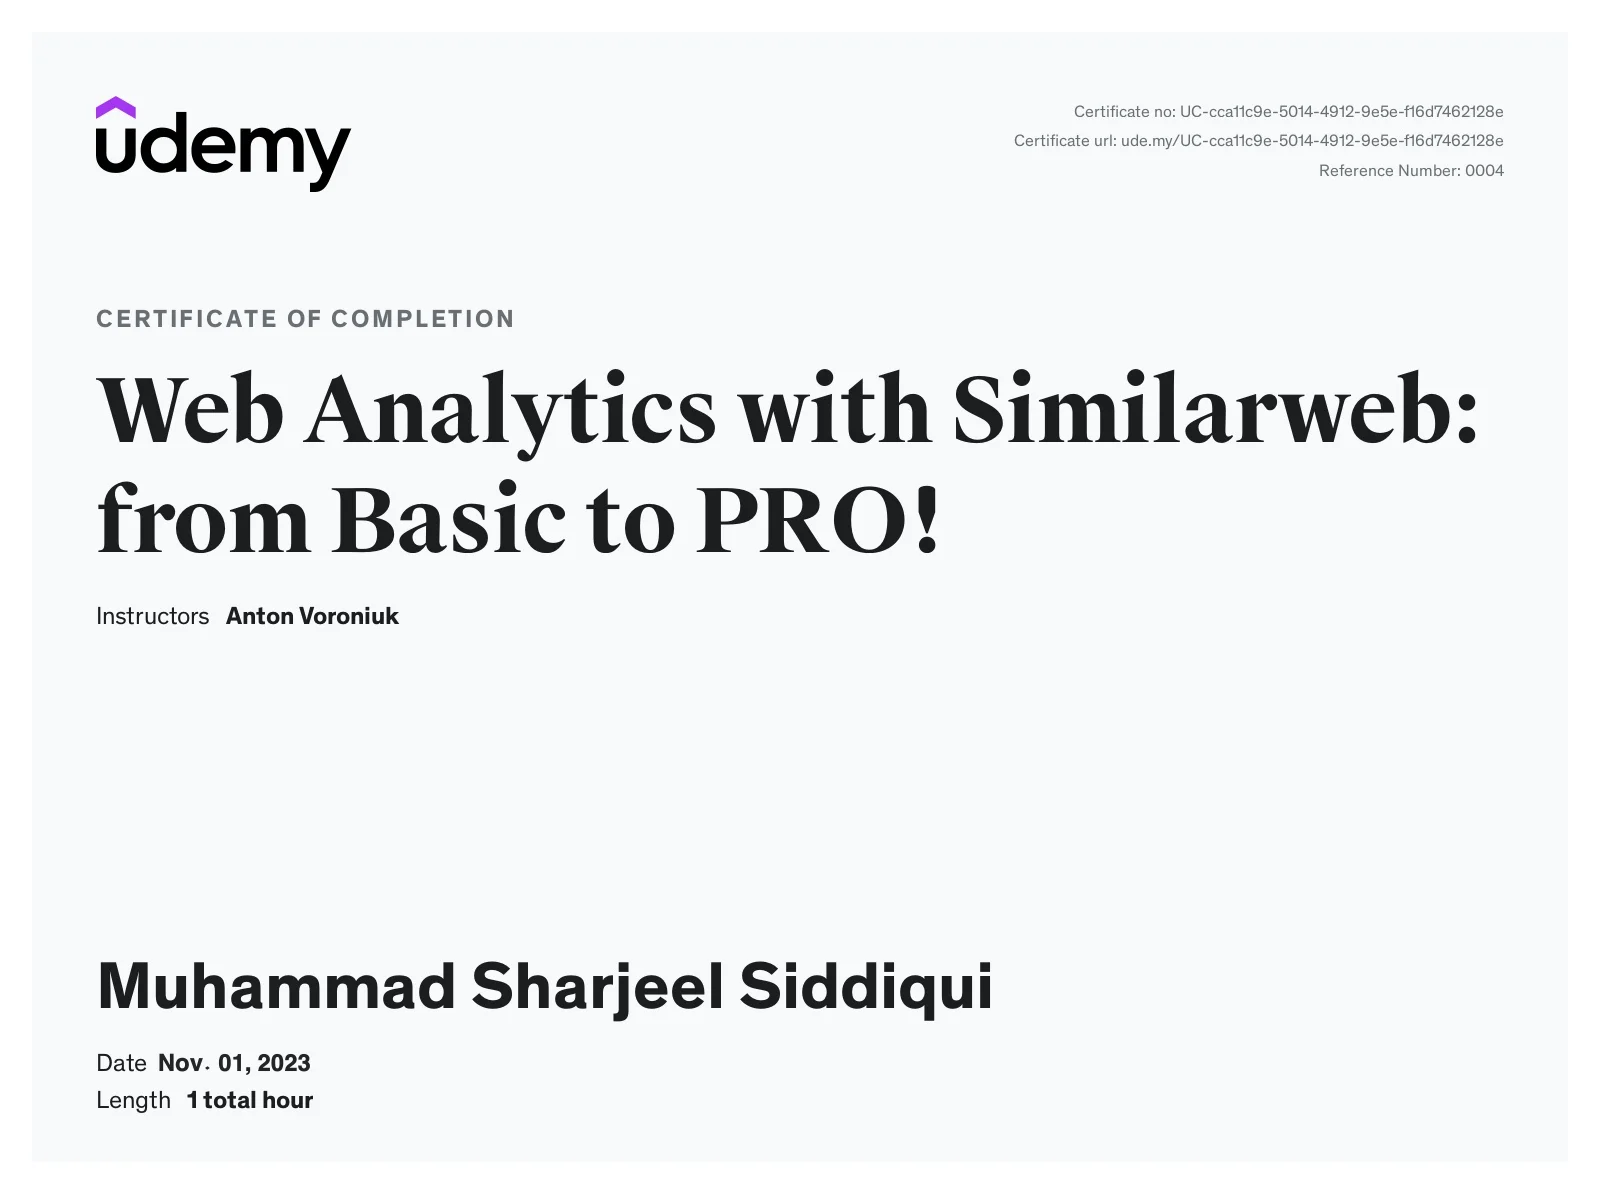 udemy
Certificate no: UC-cca11c9e-5014-4912-9e5e-f16d7462128e
Certificate url: ude.my/UC-cca11c9e-5014-4912-9e5e-f16d7462128e
Reference Number: 0004
CERTIFICATE OF COMPLETION
Web Analytics with Similarweb:
from Basic to PRO!
Instructors Anton Voroniuk
Muhammad Sharjeel Siddiqui
Date Nov. 01, 2023
Length 1 total hour